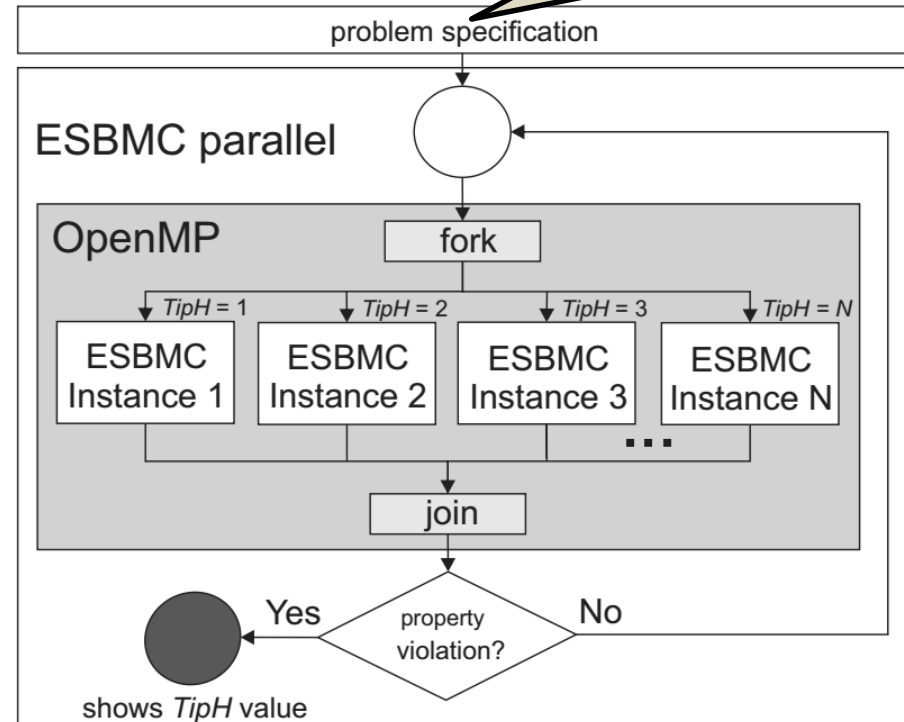 problem specification
ESBMC parallel
OpenMP
fork
TipH = 1
TipH = 2
TipH = 3
TipH = N
ESBMC
Instance 1
ESBMC
Instance 2
ESBMC
Instance 3
ESBMC
Instance N
...
join
property
violation?
Yes
No
shows TipH value